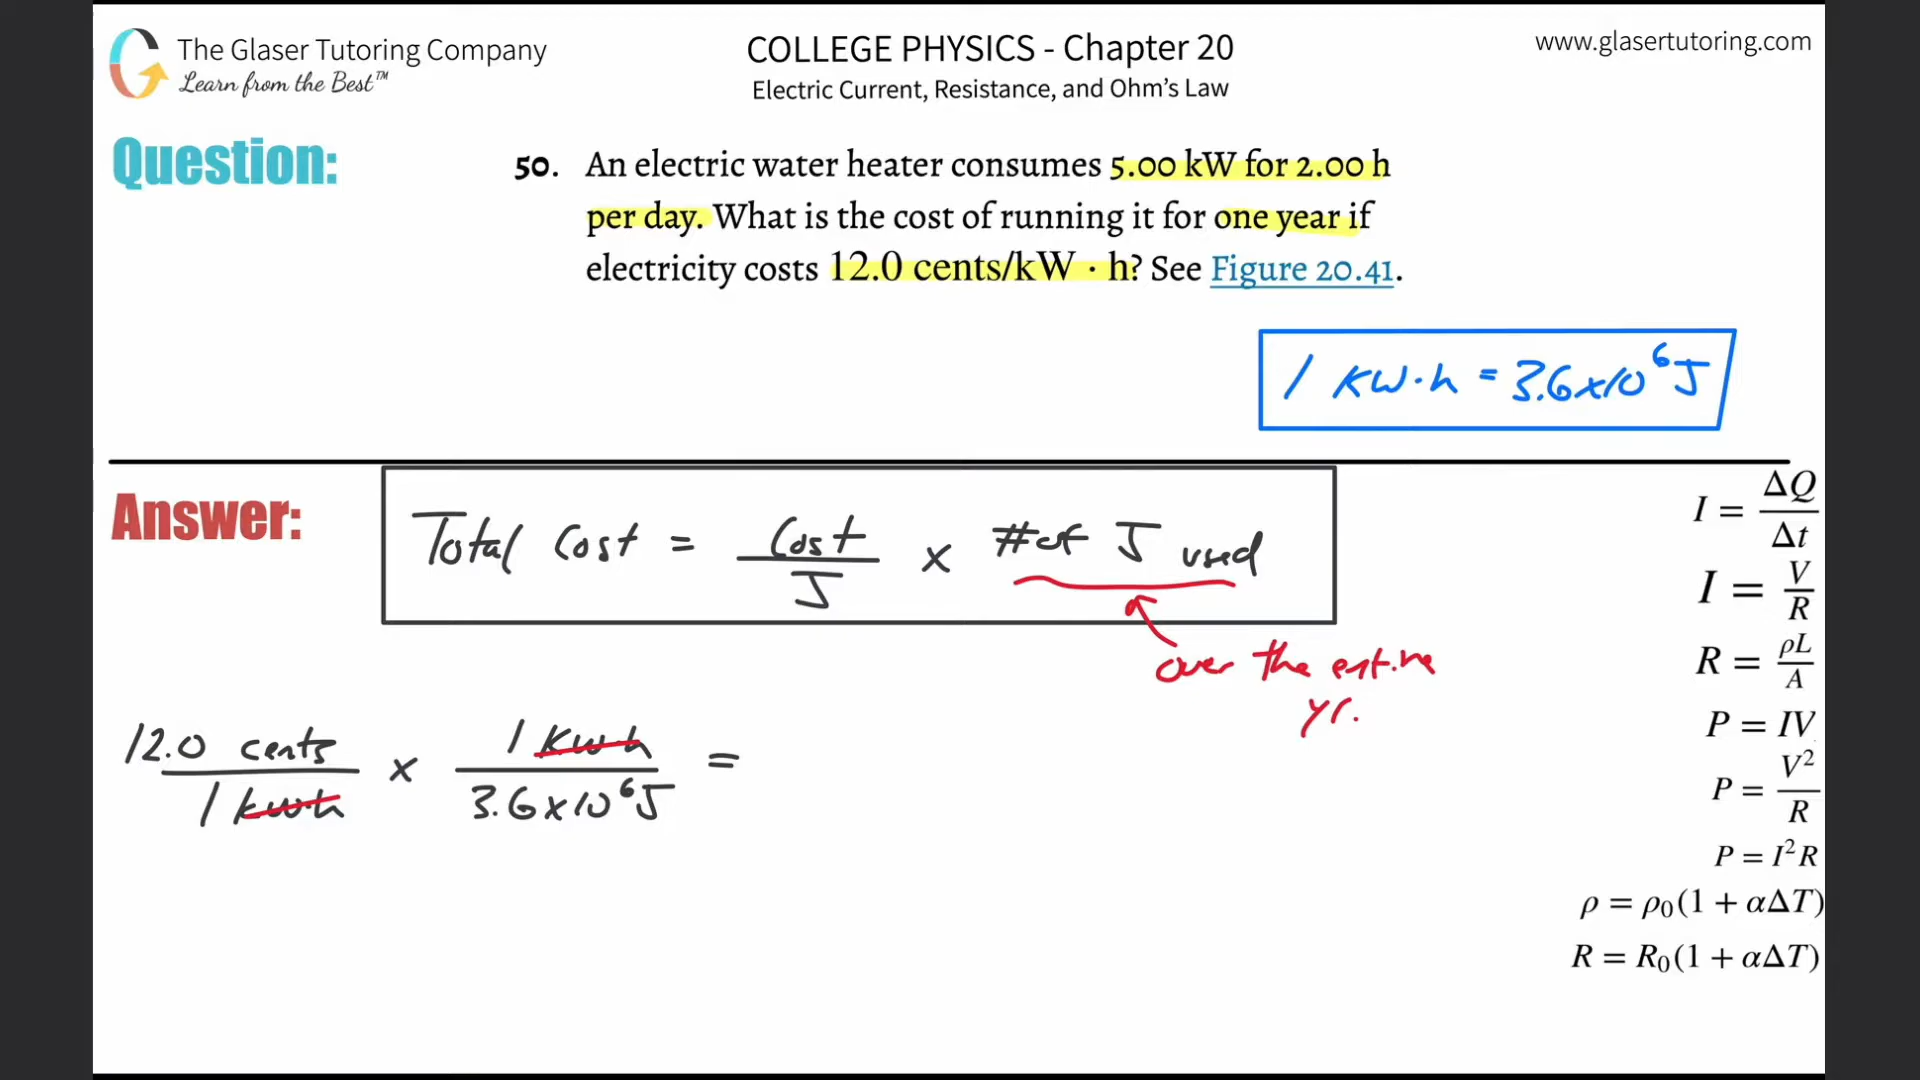 The Glaser Tutoring Company
Learn from the Best™
COLLEGE PHYSICS - Chapter 20
Electric Current, Resistance, and Ohm's Law
www.glasertutoring.com
Question:
50. An electric water heater consumes 5.00 kW for 2.00 h
per day. What is the cost of running it for one year if
electricity costs 12.0 cents/kW · h? See Figure 20.41.
1 kW·h = 3.6x10⁶J
Answer:
Total Cost = Cost/J x # of J used
over the entire
yr.
12.0 cents/1 kWh x 1 kWh/3.6x10⁶J =
I = ΔQ/Δt
I = V/R
R = ρL/A
P = IV
P = V²/R
P = I²R
ρ = ρ₀(1 + αΔT)
R = R₀(1 + αΔT)